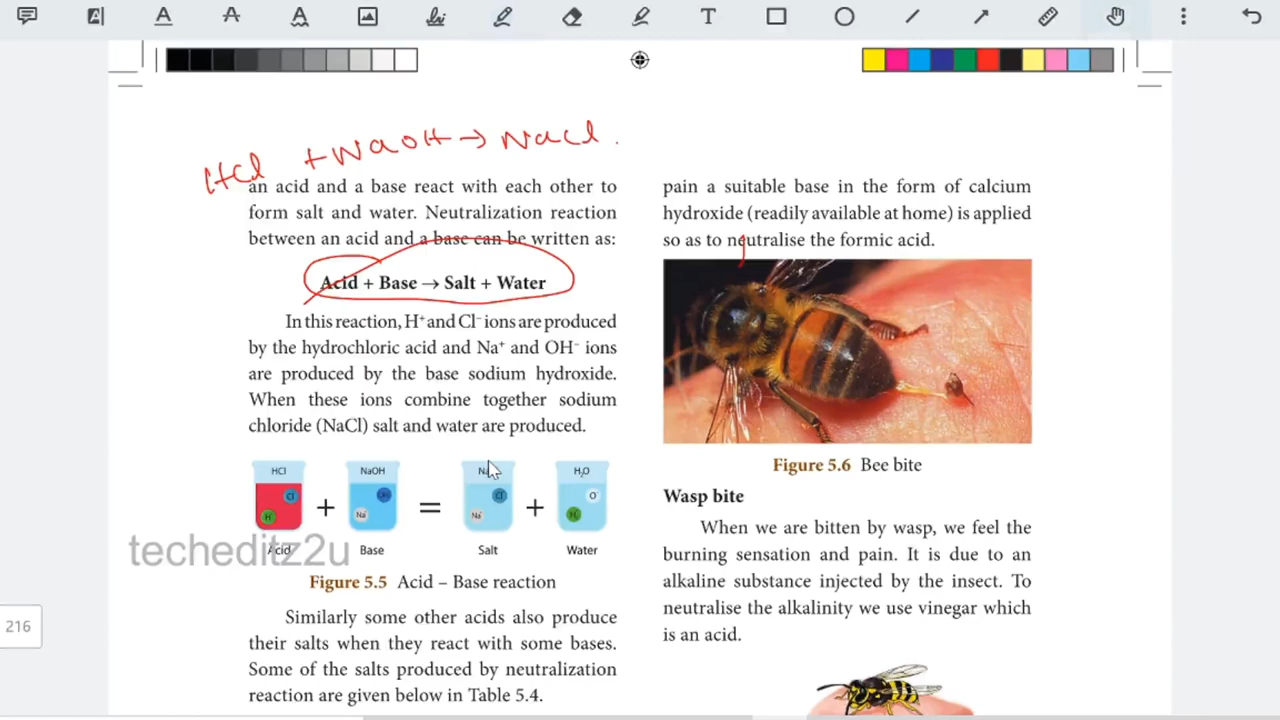 HCl + NaOH → NaCl
an acid and a base react with each other to
form salt and water. Neutralization reaction
between an acid and a base can be written as:
Acid + Base → Salt + Water
In this reaction, H⁺ and Cl⁻ ions are produced
by the hydrochloric acid and Na⁺ and OH⁻ ions
are produced by the base sodium hydroxide.
When these ions combine together sodium
chloride (NaCl) salt and water are produced.
HCl NaOH H₂O
Cl OH Cl O
H Na Na H
+ = +
Acid Base Salt Water
techeditz2u
Figure 5.5 Acid – Base reaction
Similarly some other acids also produce
their salts when they react with some bases.
Some of the salts produced by neutralization
reaction are given below in Table 5.4.
216
pain a suitable base in the form of calcium
hydroxide (readily available at home) is applied
so as to neutralise the formic acid.
Figure 5.6 Bee bite
Wasp bite
When we are bitten by wasp, we feel the
burning sensation and pain. It is due to an
alkaline substance injected by the insect. To
neutralise the alkalinity we use vinegar which
is an acid.